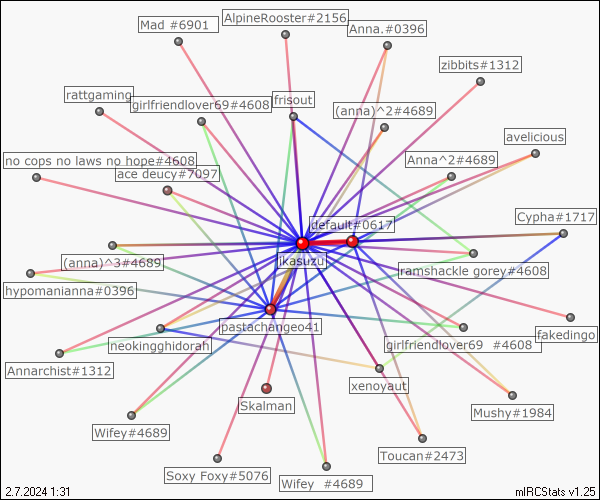 AlpineRooster#2156
Mad #6901
Anna.#0396
zibbits#1312
rattgaming
girlfriendlover69#4608
frisout
(anna)^2#4689
avelicious
no cops no laws no hope#4608
Anna^2#4689
ace deucy#7097
Cypha#1717
default#0617
(anna)^3#4689
ikasuzu
ramshackle gorey#4608
hypomanianna#0396
pastachangeo41
fakedingo
neokingghidorah
girlfriendlover69 #4608
Annarchist#1312
xenoyaut
Skalman
Mushy#1984
Wifey#4689
Toucan#2473
Soxy Foxy#5076
Wifey #4689
2.7.2024 1:31
mIRCStats v1.25